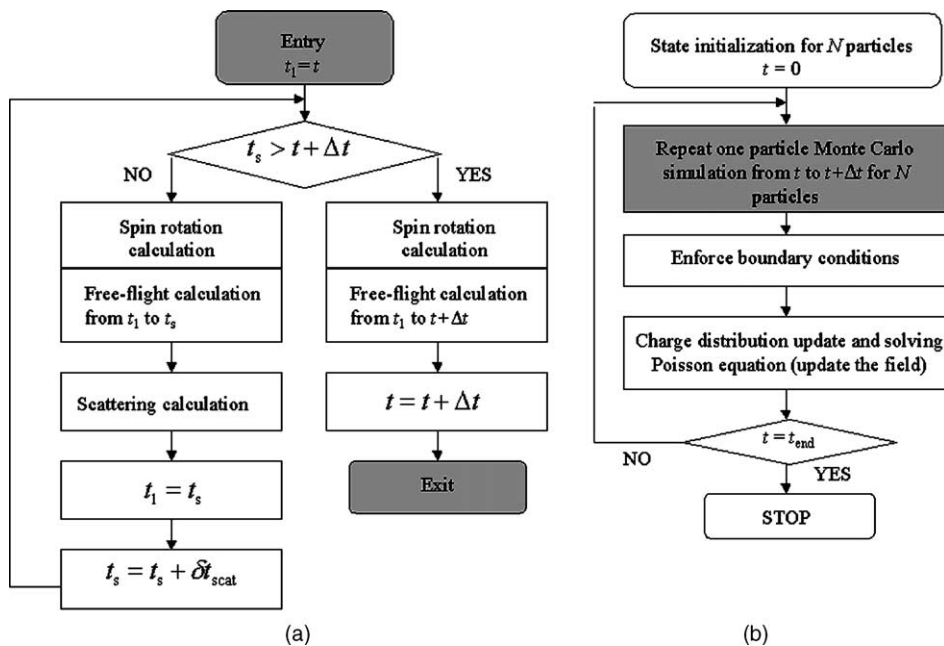 Entry
t₁ = t
tₛ > t + Δt
NO
YES
Spin rotation
calculation
Free-flight calculation
from t₁ to tₛ
Scattering calculation
t₁ = tₛ
tₛ = tₛ + δt_scat
Spin rotation
calculation
Free-flight calculation
from t₁ to t+Δt
t = t + Δt
Exit
(a)
State initialization for N particles
t = 0
Repeat one particle Monte Carlo
simulation from t to t+Δt for N
particles
Enforce boundary conditions
Charge distribution update and solving
Poisson equation (update the field)
t = t_end
NO
YES
STOP
(b)